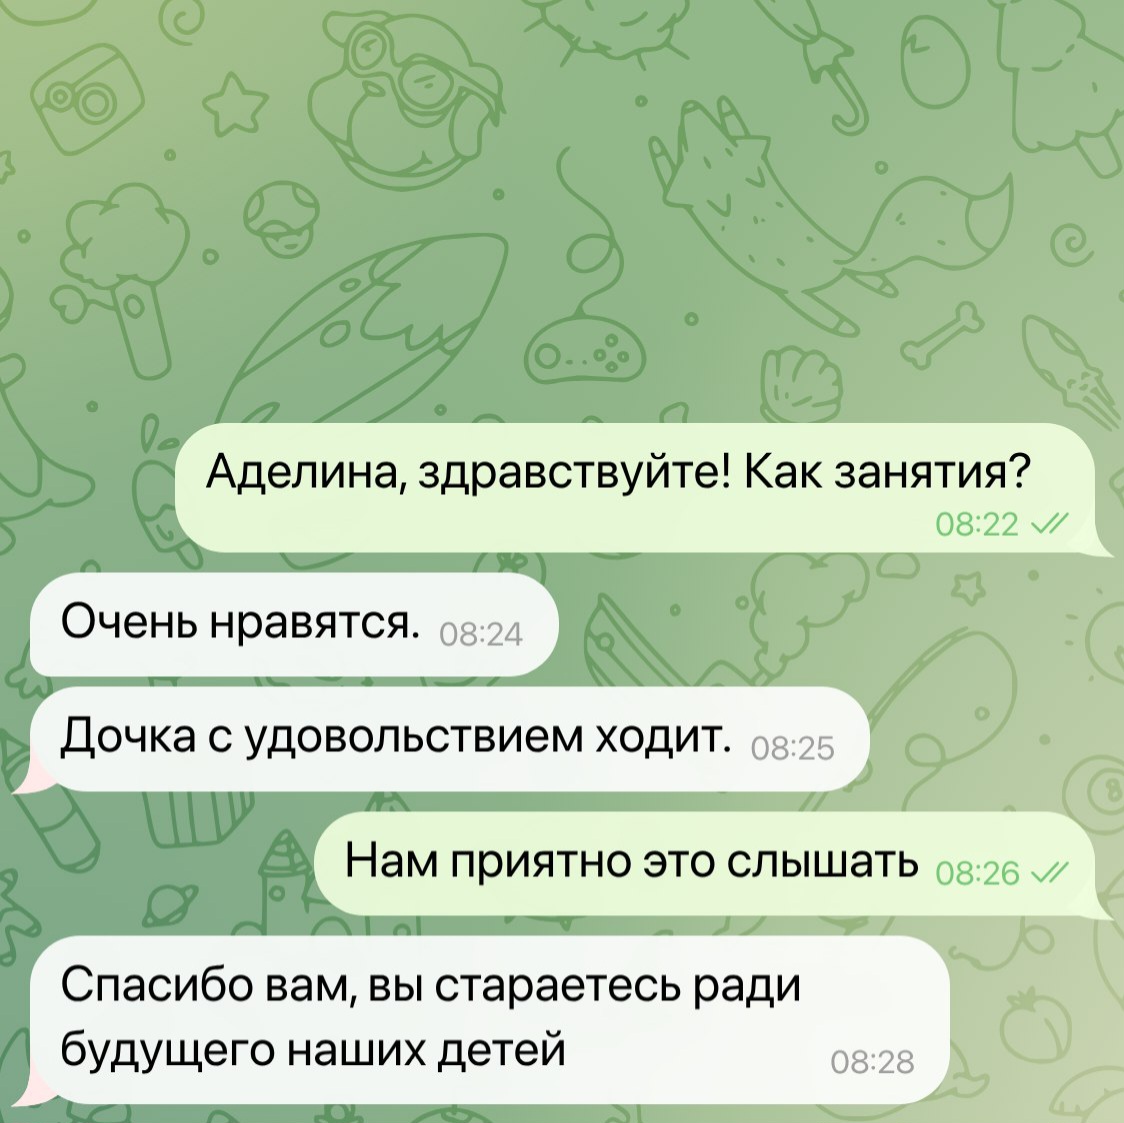 Аделина, здравствуйте! Как занятия?
08:22
Очень нравятся. 08:24
Дочка с удовольствием ходит. 08:25
Нам приятно это слышать 08:26
Спасибо вам, вы стараетесь ради
будущего наших детей 08:28